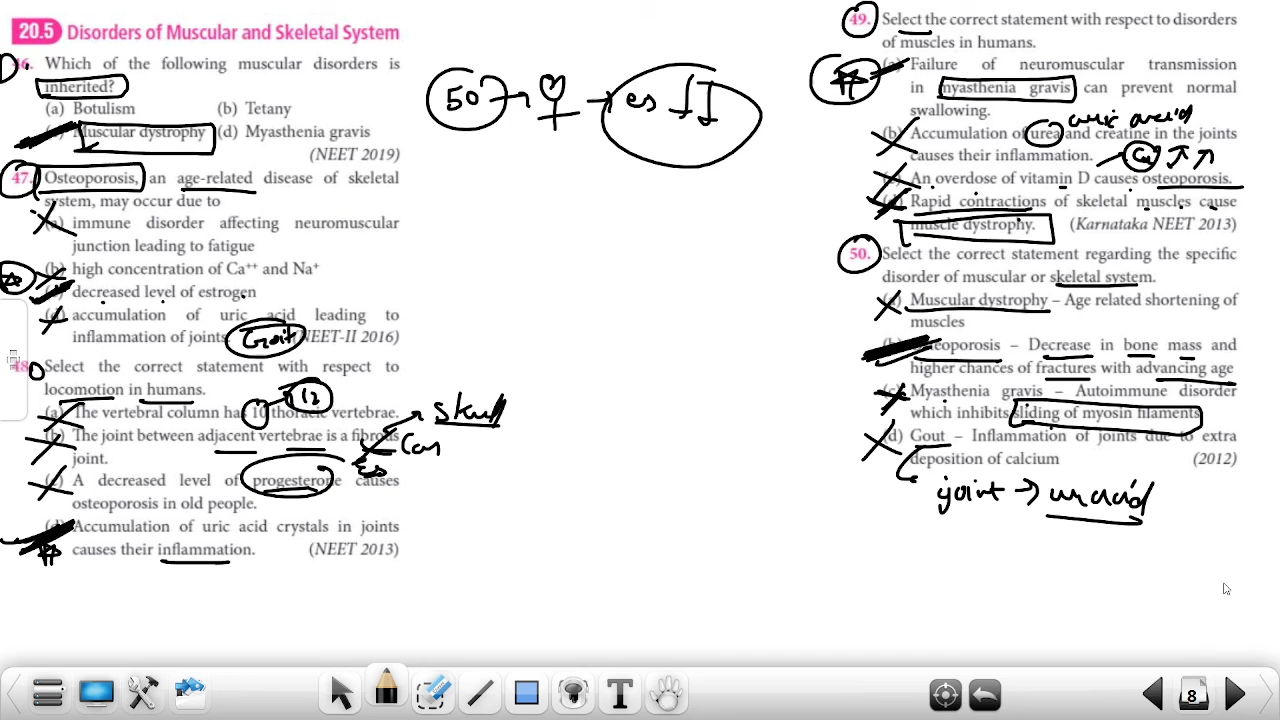 20.5 Disorders of Muscular and Skeletal System
46. Which of the following muscular disorders is
inherited?
(a) Botulism (b) Tetany
Muscular dystrophy (d) Myasthenia gravis
(NEET 2019)
47. Osteoporosis, an age-related disease of skeletal
system, may occur due to
(a) immune disorder affecting neuromuscular
junction leading to fatigue
(b) high concentration of Ca++ and Na+
decreased level of estrogen
(d) accumulation of uric acid leading to
inflammation of joints. (NEET-II 2016)
Gout
48. Select the correct statement with respect to
locomotion in humans.
12
(a) The vertebral column has 10 thoracic vertebrae.
skull
(b) The joint between adjacent vertebrae is a fibrous
joint.
Car
(c) A decreased level of progesterone causes
es
osteoporosis in old people.
(d) Accumulation of uric acid crystals in joints
causes their inflammation. (NEET 2013)
50 → ♀ → es ↓↓
49. Select the correct statement with respect to disorders
of muscles in humans.
(a) Failure of neuromuscular transmission
in myasthenia gravis can prevent normal
swallowing.
uric acid
(b) Accumulation of urea and creatine in the joints
causes their inflammation.
Ca ↑↑
An overdose of vitamin D causes osteoporosis.
(d) Rapid contractions of skeletal muscles cause
muscle dystrophy. (Karnataka NEET 2013)
50. Select the correct statement regarding the specific
disorder of muscular or skeletal system.
(a) Muscular dystrophy – Age related shortening of
muscles
(b) Osteoporosis – Decrease in bone mass and
higher chances of fractures with advancing age
(c) Myasthenia gravis – Autoimmune disorder
which inhibits sliding of myosin filaments
(d) Gout – Inflammation of joints due to extra
deposition of calcium (2012)
joint →
8